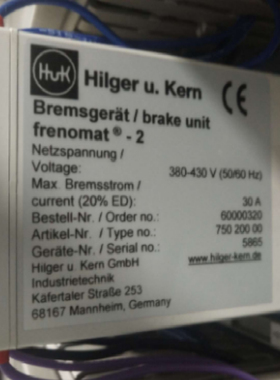 HuK
Hilger u. Kern
CE
Bremsgerät / brake unit
frenomat® - 2
Netzspannung /
Voltage: 380-430 V (50/60 Hz)
Max. Bremsstrom /
current (20% ED): 30 A
Bestell-Nr. / Order no.: 60000320
Artikel-Nr. / Type no.: 750 200 00
Geräte-Nr. / Serial no.: 5865
Hilger u. Kern GmbH www.hilger-kern.de
Industrietechnik
Käfertaler Straße 253
68167 Mannheim, Germany